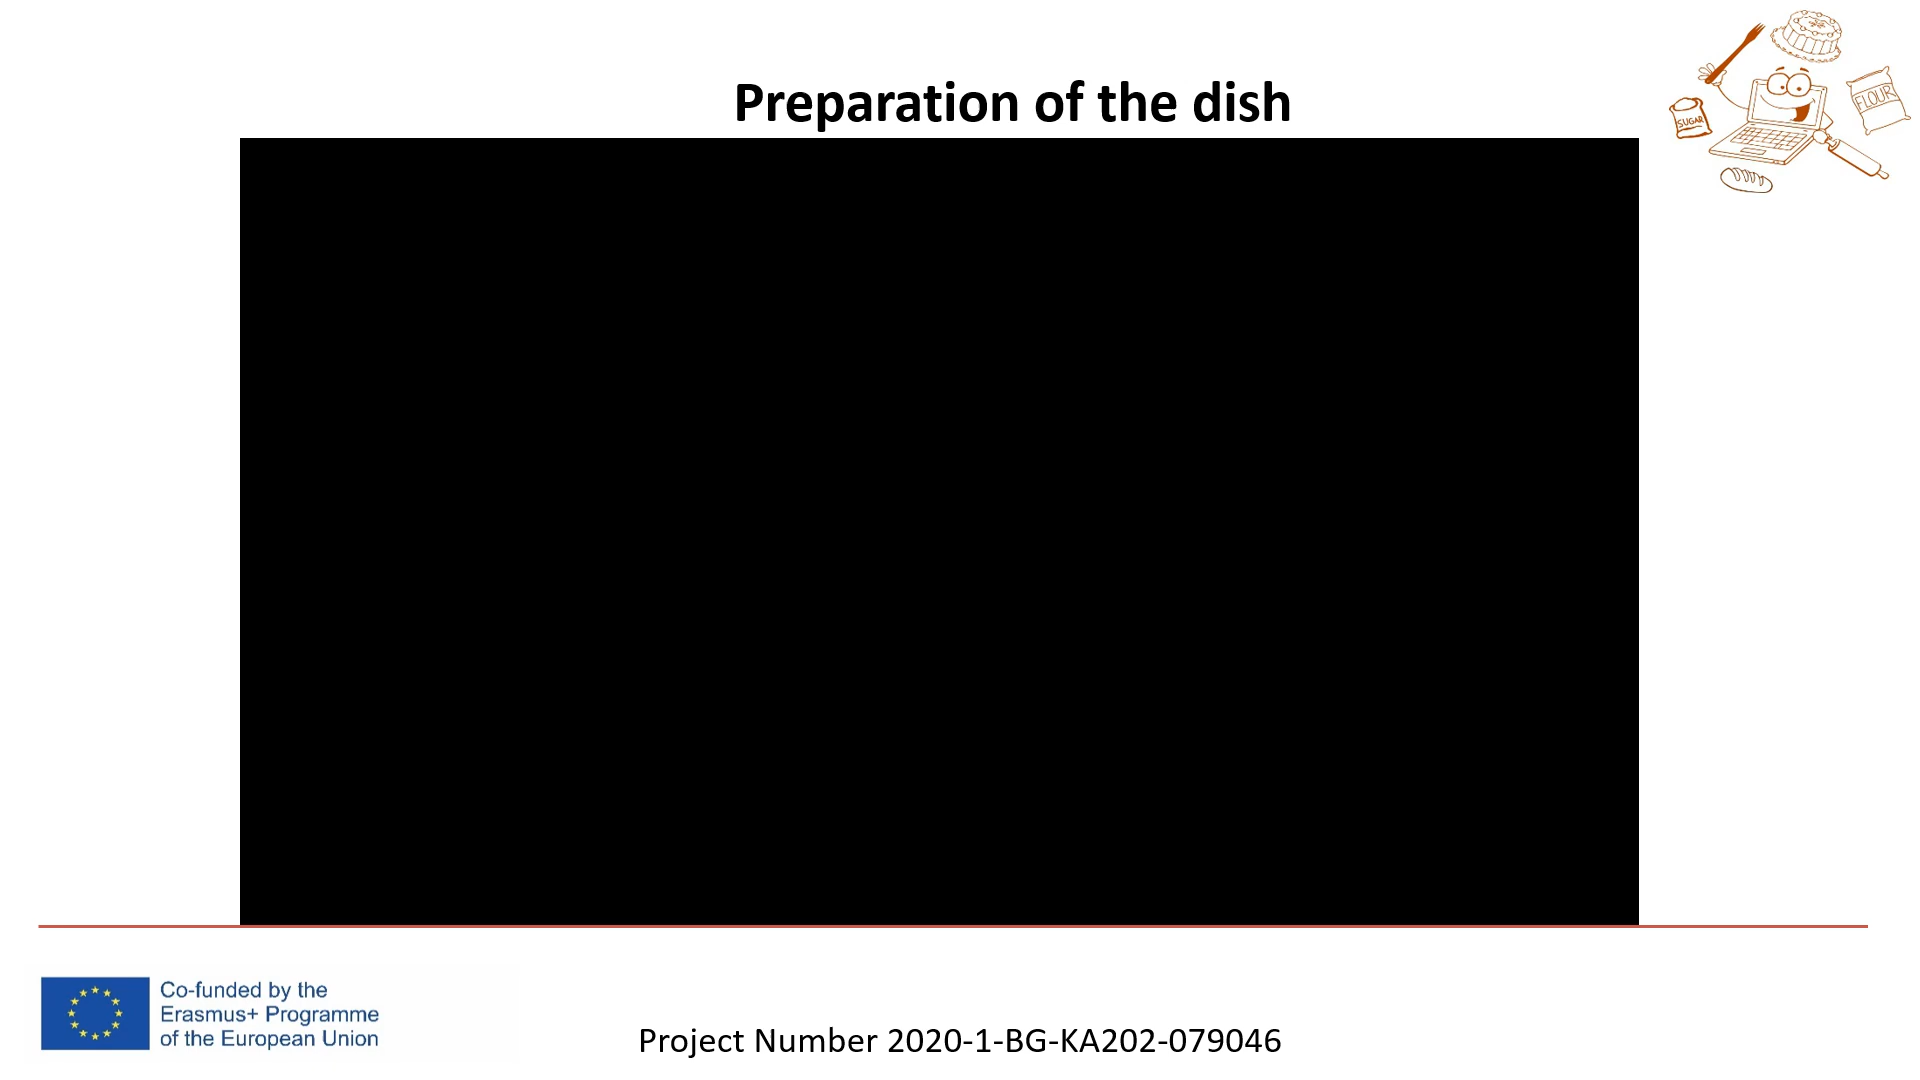 Preparation of the dish
SUGAR
FLOUR
Co-funded by the
Erasmus+ Programme
of the European Union
Project Number 2020-1-BG-KA202-079046